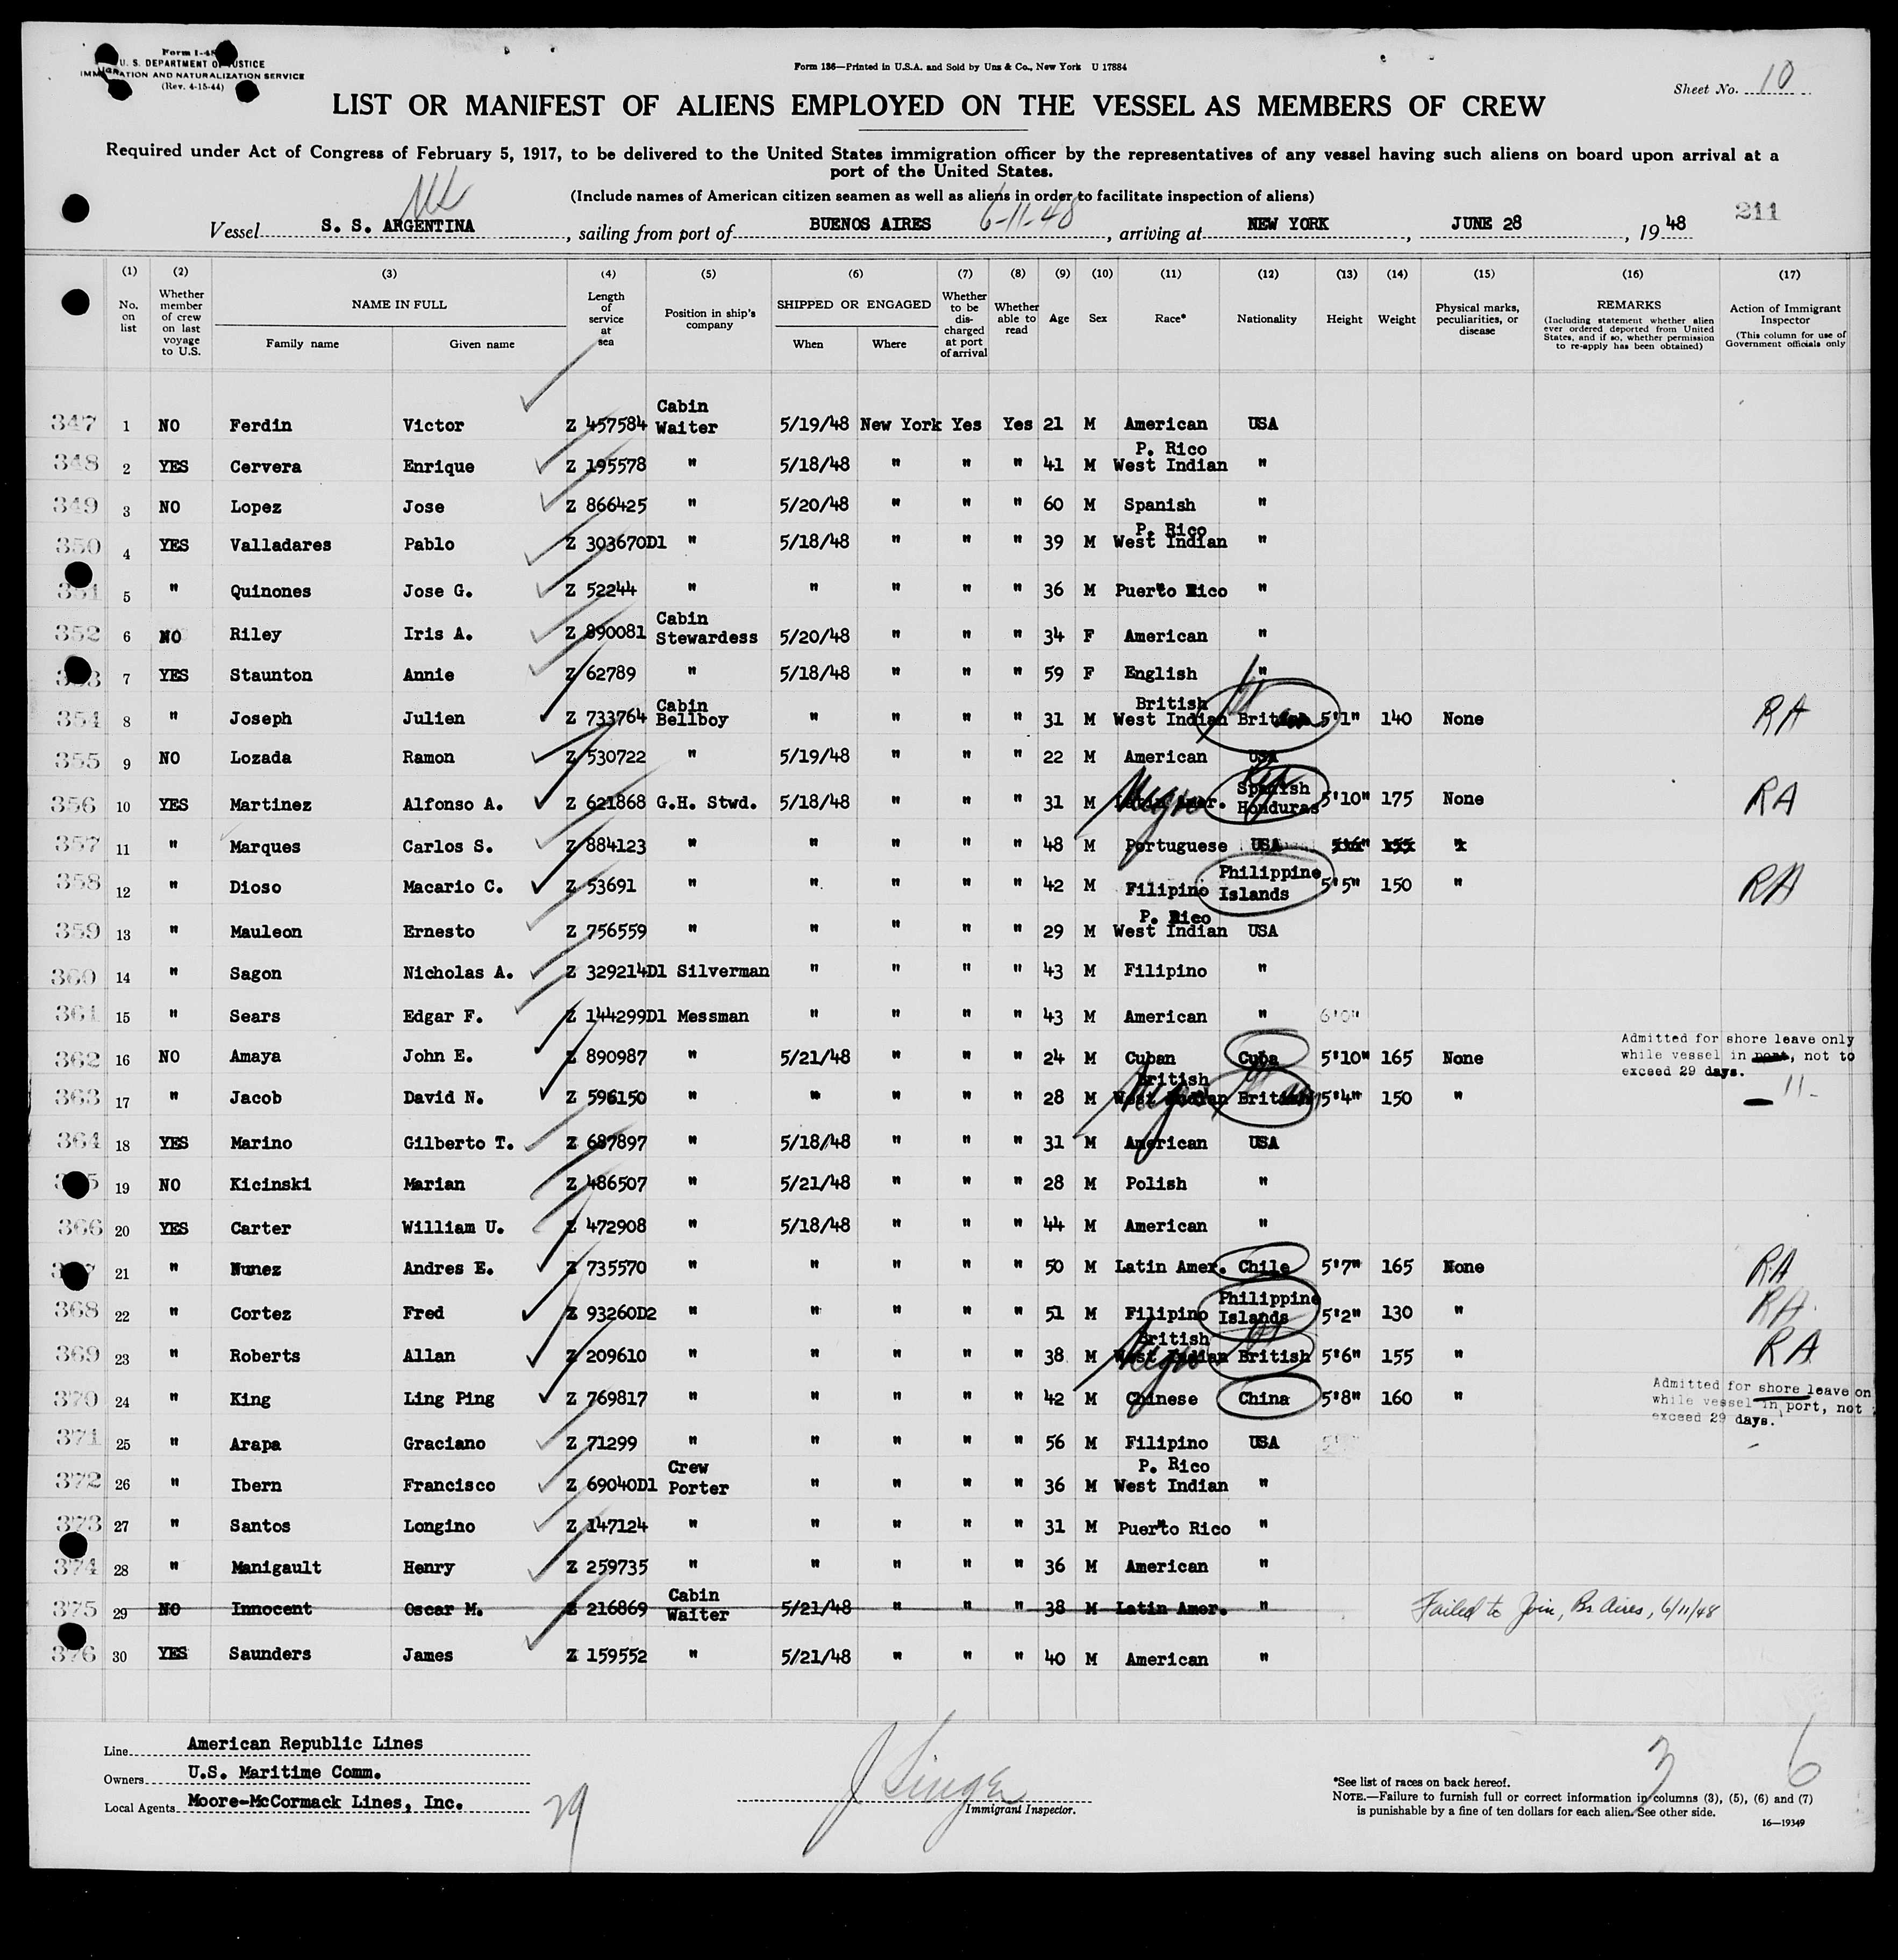 Form I-48
U. S. DEPARTMENT OF JUSTICE
IMMIGRATION AND NATURALIZATION SERVICE
(Rev. 4-15-44)
Form 136—Printed in U.S.A. and Sold by Unz & Co., New York U 17884
Sheet No. 10
LIST OR MANIFEST OF ALIENS EMPLOYED ON THE VESSEL AS MEMBERS OF CREW
Required under Act of Congress of February 5, 1917, to be delivered to the United States immigration officer by the representatives of any vessel having such aliens on board upon arrival at a
port of the United States.
(Include names of American citizen seamen as well as aliens in order to facilitate inspection of aliens)
211
Vessel S. S. ARGENTINA, sailing from port of BUENOS AIRES 6-11-48, arriving at NEW YORK, JUNE 28, 19 48
(1) (2) (3) (4) (5) (6) (7) (8) (9) (10) (11) (12) (13) (14) (15) (16) (17)
No. on list
Whether member of crew on last voyage to U.S.
NAME IN FULL
Family name Given name
Length of service at sea
Position in ship's company
SHIPPED OR ENGAGED
When Where
Whether to be discharged at port of arrival
Whether able to read
Age
Sex
Race*
Nationality
Height
Weight
Physical marks, peculiarities, or disease
REMARKS
(Including statement whether alien ever ordered deported from United States, and if so, whether permission to re-apply has been obtained)
Action of Immigrant Inspector
(This column for use of Government officials only
347 1 NO Ferdin Victor Z 457584 Cabin Waiter 5/19/48 New York Yes Yes 21 M American USA
348 2 YES Cervera Enrique Z 195578 " 5/18/48 " " " 41 M P. Rico West Indian "
349 3 NO Lopez Jose Z 866425 " 5/20/48 " " " 60 M Spanish "
350 4 YES Valladares Pablo Z 303670D1 " 5/18/48 " " " 39 M P. Rico West Indian "
351 5 " Quinones Jose G. Z 52244 " " " " " 36 M Puerto Rico "
352 6 NO Riley Iris A. Z 890081 Cabin Stewardess 5/20/48 " " " 34 F American "
353 7 YES Staunton Annie Z 62789 " 5/18/48 " " " 59 F English "
354 8 " Joseph Julien Z 733764 Cabin Bellboy " " " " 31 M British West Indian British 5'1" 140 None RA
355 9 NO Lozada Ramon Z 530722 " 5/19/48 " " " 22 M American USA
356 10 YES Martinez Alfonso A. Z 621868 G.H. Stwd. 5/18/48 " " " 31 M Latin Amer. Negro Spanish Honduras 5'10" 175 None RA
357 11 " Marques Carlos S. Z 884123 " " " " " 48 M Portuguese USA 5'6" 155 "
358 12 " Dioso Macario C. Z 53691 " " " " " 42 M Filipino Philippine Islands 5'5" 150 " RA
359 13 " Mauleon Ernesto Z 756559 " " " " " 29 M P. Rico West Indian USA
360 14 " Sagon Nicholas A. Z 329214D1 Silverman " " " " 43 M Filipino "
361 15 " Sears Edgar F. Z 144299D1 Messman " " " " 43 M American " 6'0"
362 16 NO Amaya John E. Z 890987 " 5/21/48 " " " 24 M Cuban Cuba 5'10" 165 None Admitted for shore leave only while vessel in port, not to exceed 29 days.
363 17 " Jacob David N. Z 596150 " " " " " 28 M British West Indian Negro British 5'4" 150 " — 11-
364 18 YES Marino Gilberto T. Z 687897 " 5/18/48 " " " 31 M American USA
365 19 NO Kicinski Marian Z 486507 " 5/21/48 " " " 28 M Polish "
366 20 YES Carter William U. Z 472908 " 5/18/48 " " " 44 M American "
367 21 " Nunez Andres E. Z 735570 " " " " " 50 M Latin Amer. Chile 5'7" 165 None RA
368 22 " Cortez Fred Z 93260D2 " " " " " 51 M Filipino Philippine Islands 5'2" 130 " RA
369 23 " Roberts Allan Z 209610 " " " " " 38 M British West Indian Negro British 5'6" 155 " RA
370 24 " King Ling Ping Z 769817 " " " " " 42 M Chinese China 5'8" 160 " Admitted for shore leave on while vessel in port, not exceed 29 days.
371 25 " Arapa Graciano Z 71299 " " " " " 56 M Filipino USA
372 26 " Ibern Francisco Z 69040D1 Crew Porter " " " " 36 M P. Rico West Indian "
373 27 " Santos Longino Z 147124 " " " " " 31 M Puerto Rico "
374 28 " Manigault Henry Z 259735 " " " " " 36 M American "
375 29 NO Innocent Oscar M. Z 216869 Cabin Waiter 5/21/48 " " " 38 M Latin Amer. " Failed to Join, Bs Aires, 6/11/48
376 30 YES Saunders James Z 159552 " 5/21/48 " " " 40 M American "
Line American Republic Lines
Owners U.S. Maritime Comm.
Local Agents Moore-McCormack Lines, Inc.
29
J Singer
Immigrant Inspector.
3 6
*See list of races on back hereof.
NOTE.—Failure to furnish full or correct information in columns (3), (5), (6) and (7)
is punishable by a fine of ten dollars for each alien. See other side.
16—19349